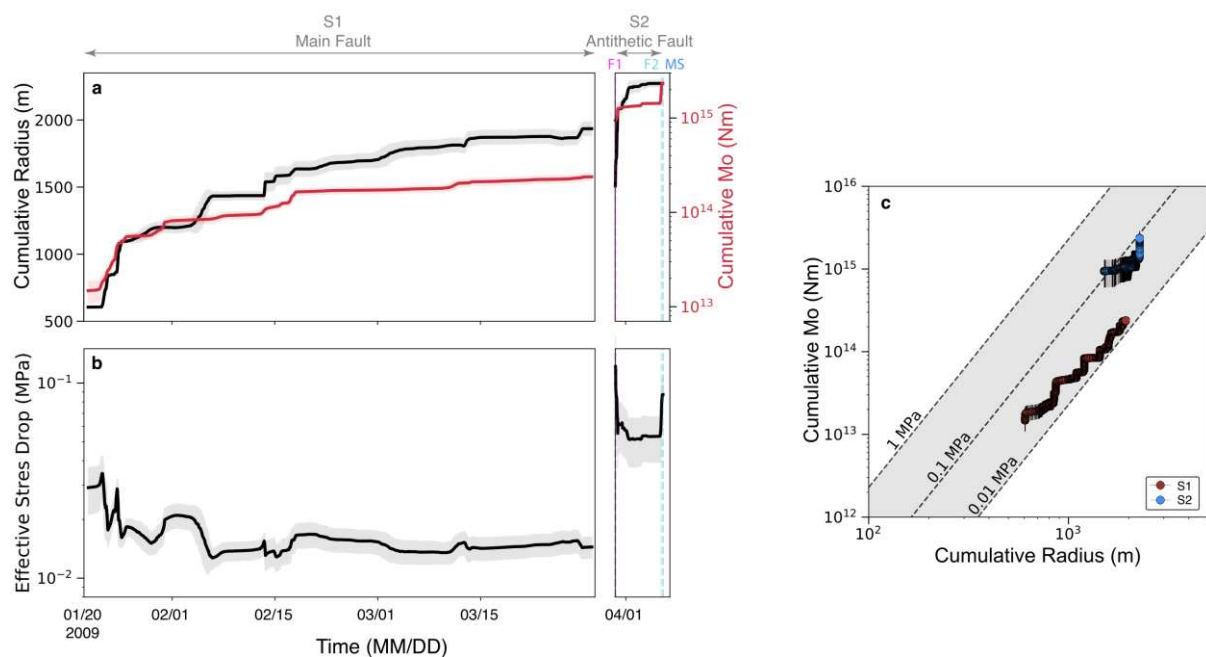 S1
Main Fault
S2
Antithetic Fault
F1
F2
MS
a
Cumulative Radius (m)
2000
1500
1000
500
10^15
10^14
10^13
Cumulative Mo (Nm)
b
Effective Stres Drop (MPa)
10^-1
10^-2
01/20
2009
02/01
02/15
03/01
03/15
04/01
Time (MM/DD)
c
Cumulative Mo (Nm)
10^16
10^15
10^14
10^13
10^12
1 MPa
0.1 MPa
0.01 MPa
S1
S2
10^2
10^3
Cumulative Radius (m)